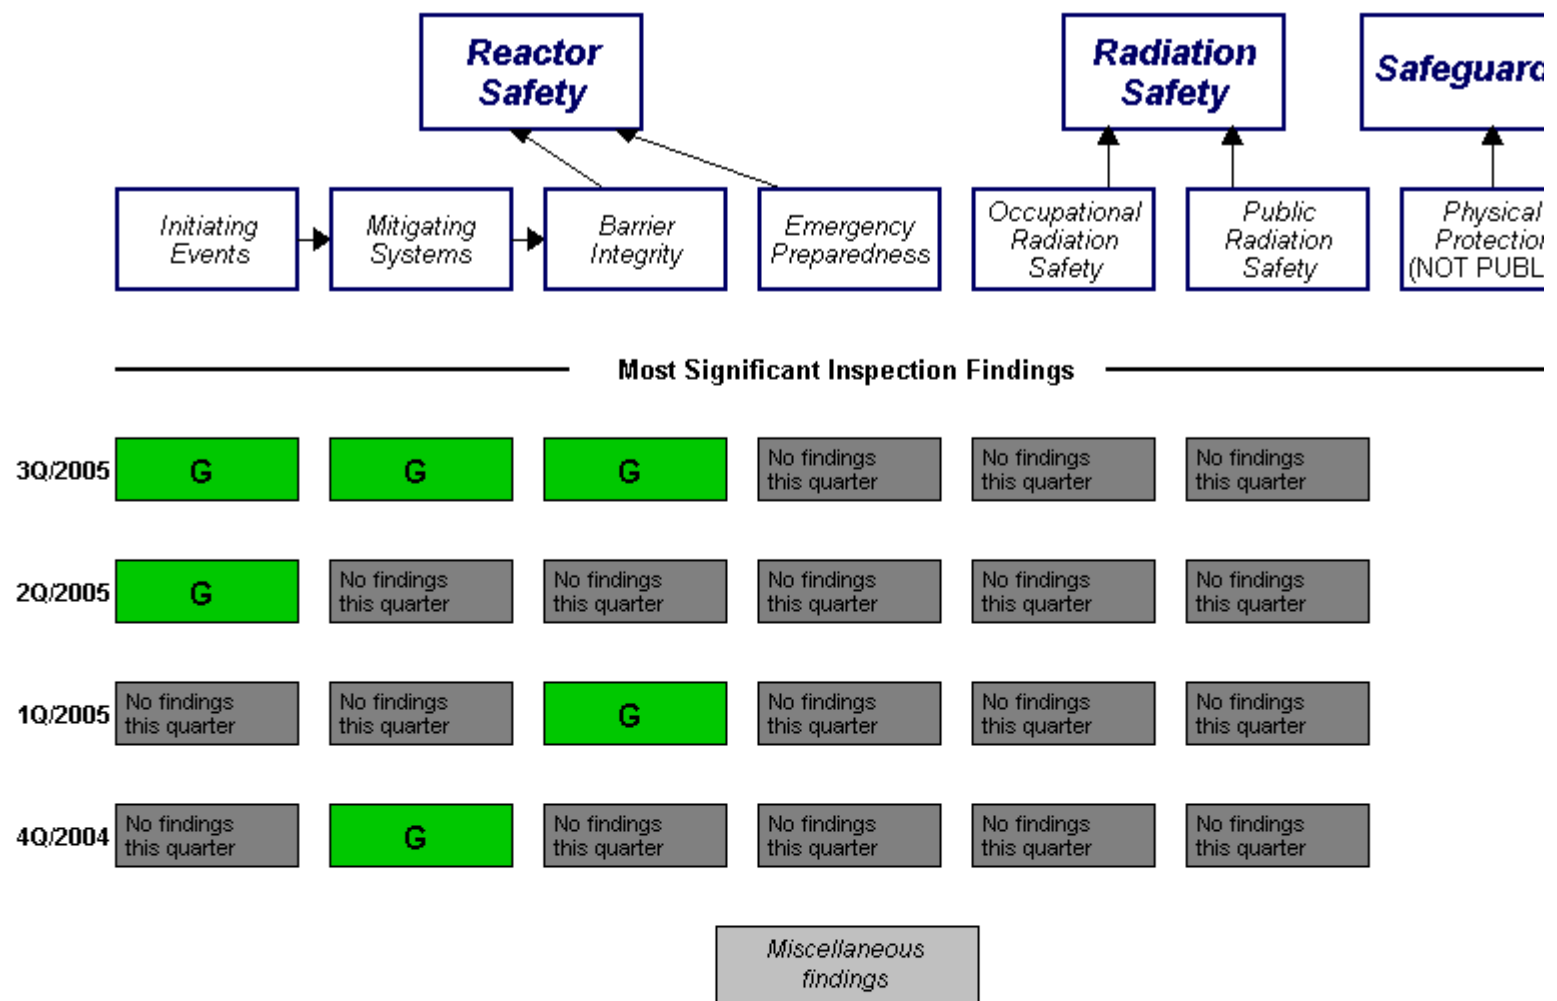 Reactor
Safety
Radiation
Safety
Safeguard
Initiating
Events
Mitigating
Systems
Barrier
Integrity
Emergency
Preparedness
Occupational
Radiation
Safety
Public
Radiation
Safety
Physical
Protection
(NOT PUBL
Most Significant Inspection Findings
3Q/2005
G
G
G
No findings
this quarter
No findings
this quarter
No findings
this quarter
2Q/2005
G
No findings
this quarter
No findings
this quarter
No findings
this quarter
No findings
this quarter
No findings
this quarter
1Q/2005
No findings
this quarter
No findings
this quarter
G
No findings
this quarter
No findings
this quarter
No findings
this quarter
4Q/2004
No findings
this quarter
G
No findings
this quarter
No findings
this quarter
No findings
this quarter
No findings
this quarter
Miscellaneous
findings